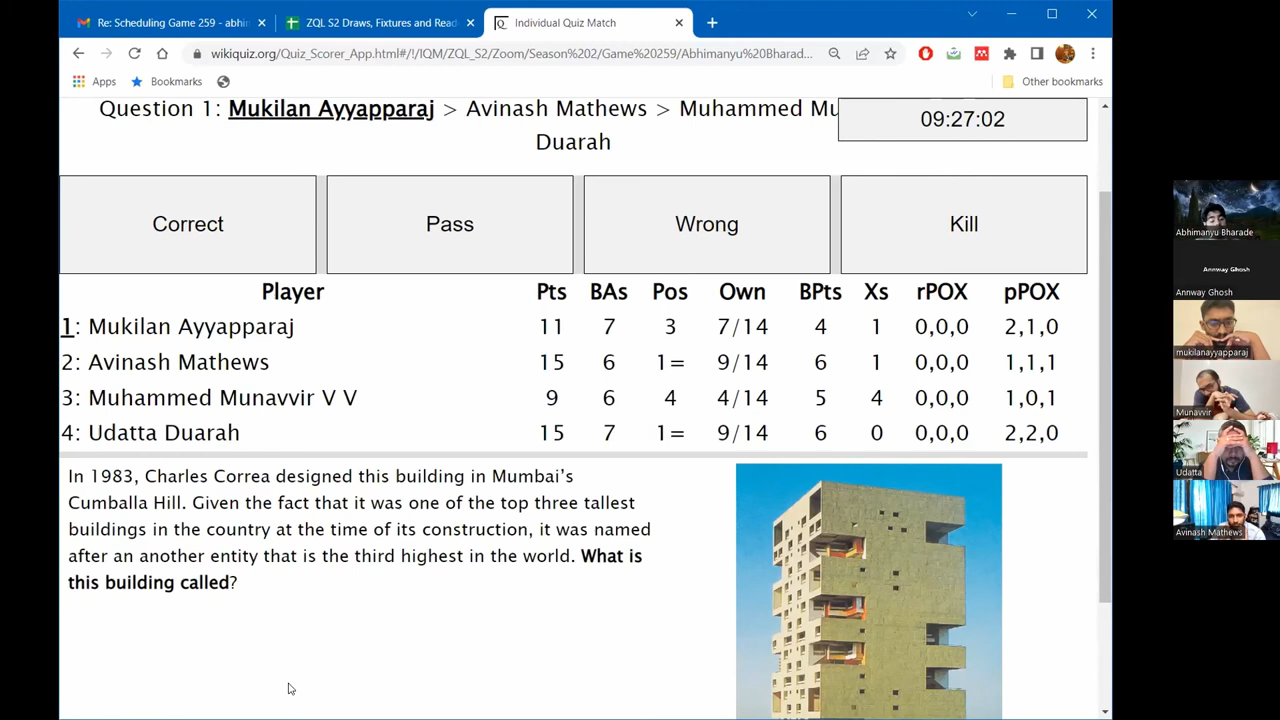 Re: Scheduling Game 259 - abhin
ZQL S2 Draws, Fixtures and Read
Individual Quiz Match
wikiquiz.org/Quiz_Scorer_App.html#/!/IQM/ZQL_S2/Zoom/Season%202/Game%20259/Abhimanyu%20Bharad...
Apps
Bookmarks
Other bookmarks
Question 1: Mukilan Ayyapparaj > Avinash Mathews > Muhammed Mu
Duarah
09:27:02
Correct
Pass
Wrong
Kill
Player Pts BAs Pos Own BPts Xs rPOX pPOX
1: Mukilan Ayyapparaj 11 7 3 7/14 4 1 0,0,0 2,1,0
2: Avinash Mathews 15 6 1= 9/14 6 1 0,0,0 1,1,1
3: Muhammed Munavvir V V 9 6 4 4/14 5 4 0,0,0 1,0,1
4: Udatta Duarah 15 7 1= 9/14 6 0 0,0,0 2,2,0
In 1983, Charles Correa designed this building in Mumbai's
Cumballa Hill. Given the fact that it was one of the top three tallest
buildings in the country at the time of its construction, it was named
after an another entity that is the third highest in the world. What is
this building called?
Abhimanyu Bharade
Annway Ghosh
Annway Ghosh
mukilanayyapparaj
Munavvir
Udatta
Avinash Mathews